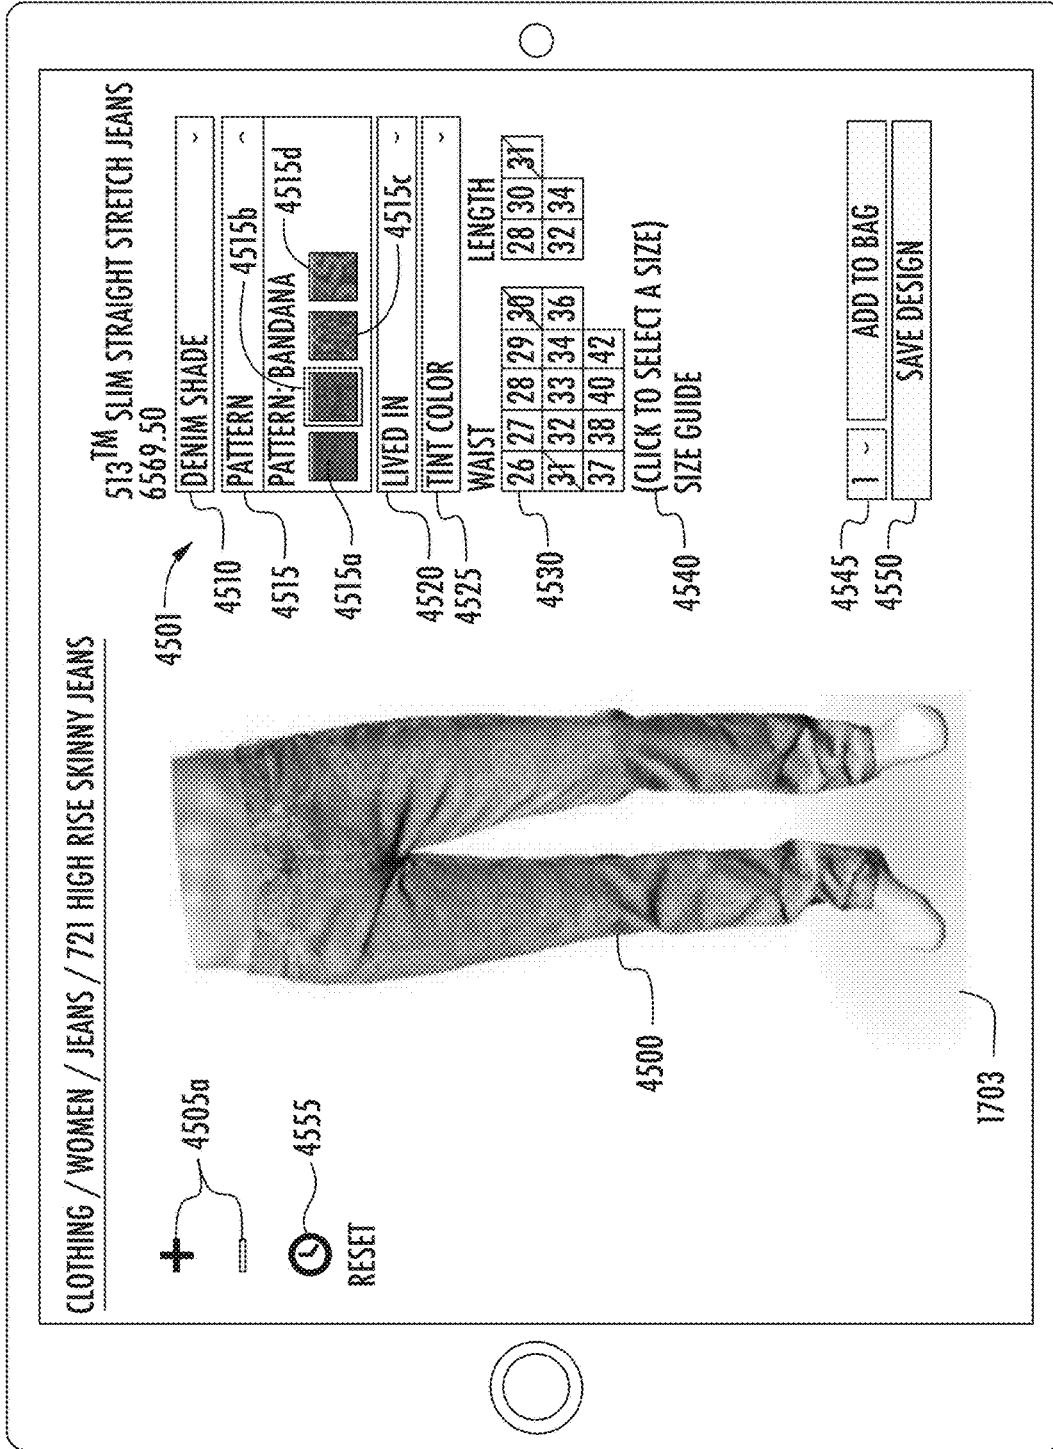 CLOTHING / WOMEN / JEANS / 721 HIGH RISE SKINNY JEANS
4505a
4555
RESET
4500
1703
4501
513™ SLIM STRAIGHT STRETCH JEANS
6569.50
4510
DENIM SHADE
4515
PATTERN
4515b
PATTERN: BANDANA
4515d
4515a
4515c
4520
LIVED IN
4525
TINT COLOR
WAIST
LENGTH
4530
26 27 28 29 30
28 30 31
31 32 33 34 36
32 34
37 38 40 42
4540
(CLICK TO SELECT A SIZE)
SIZE GUIDE
4545
1
ADD TO BAG
4550
SAVE DESIGN